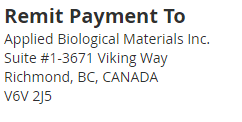 Remit Payment To
Applied Biological Materials Inc.
Suite #1-3671 Viking Way
Richmond, BC, CANADA
V6V 2J5